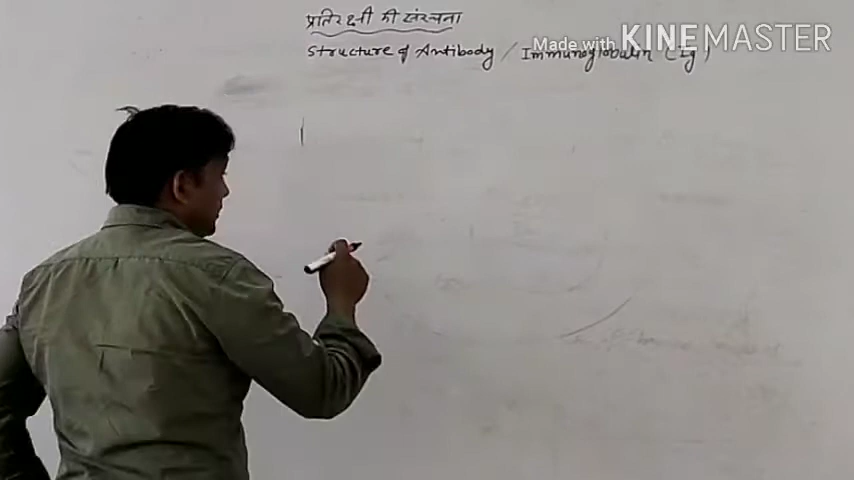 प्रतिरक्षी की संरचना
Structure of Antibody / Immunoglobulin (Ig)
Made with KINEMASTER